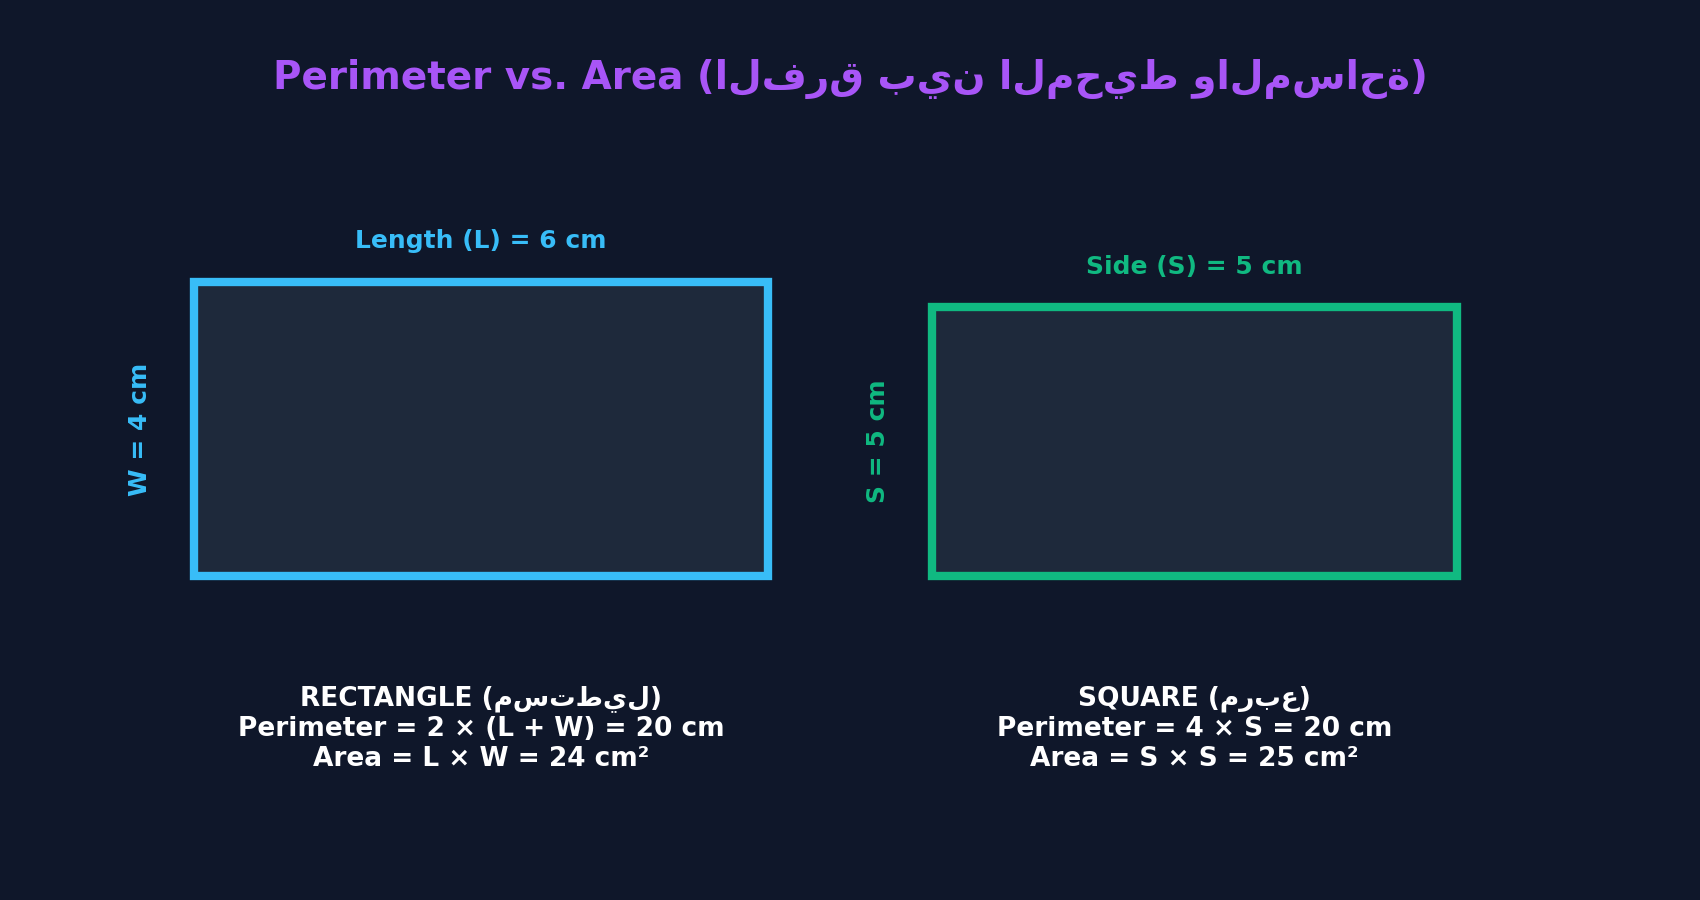 Perimeter vs. Area (الفرق بين المحيط والمساحة)
Length (L) = 6 cm
W = 4 cm
Side (S) = 5 cm
S = 5 cm
RECTANGLE (مستطيل)
Perimeter = 2 × (L + W) = 20 cm
Area = L × W = 24 cm²
SQUARE (مربع)
Perimeter = 4 × S = 20 cm
Area = S × S = 25 cm²